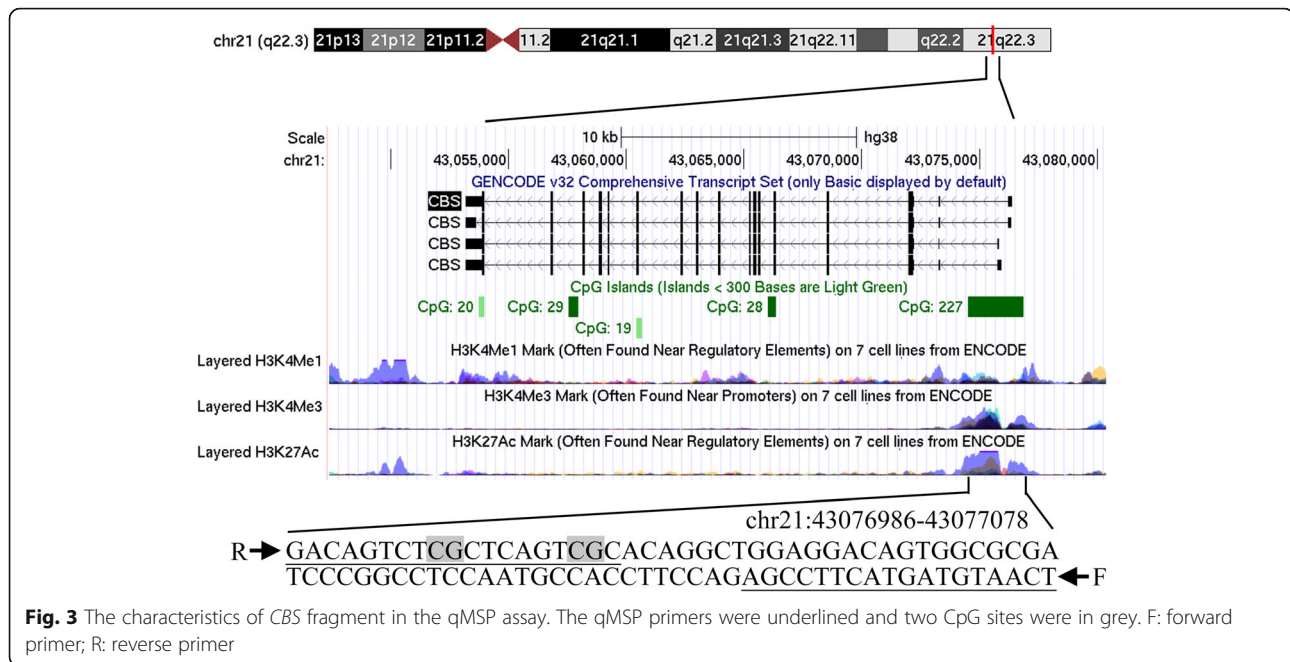 chr21 (q22.3) 21p13 21p12 21p11.2 11.2 21q21.1 q21.2 21q21.3 21q22.11 q22.2 21q22.3
Scale 10 kb hg38
chr21: 43,055,000 43,060,000 43,065,000 43,070,000 43,075,000 43,080,000
GENCODE v32 Comprehensive Transcript Set (only Basic displayed by default)
CBS
CBS
CBS
CBS
CpG Islands (Islands < 300 Bases are Light Green)
CpG: 20 CpG: 29 CpG: 28 CpG: 227
CpG: 19
H3K4Me1 Mark (Often Found Near Regulatory Elements) on 7 cell lines from ENCODE
Layered H3K4Me1
H3K4Me3 Mark (Often Found Near Promoters) on 7 cell lines from ENCODE
Layered H3K4Me3
H3K27Ac Mark (Often Found Near Regulatory Elements) on 7 cell lines from ENCODE
Layered H3K27Ac
chr21:43076986-43077078
R GACAGTCTCGCTCAGTCGCACAGGCTGGAGGACAGTGGCGCGA
TCCCGGCCTCCAATGCCACCTTCCAGAGCCTTCATGATGTAACT F
Fig. 3 The characteristics of CBS fragment in the qMSP assay. The qMSP primers were underlined and two CpG sites were in grey. F: forward
primer; R: reverse primer